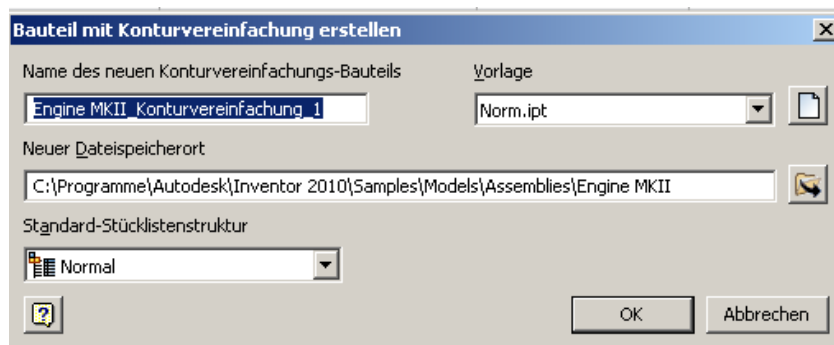 Bauteil mit Konturvereinfachung erstellen
Name des neuen Konturvereinfachungs-Bauteils Vorlage
Engine MKII_Konturvereinfachung_1 Norm.ipt
Neuer Dateispeicherort
C:\Programme\Autodesk\Inventor 2010\Samples\Models\Assemblies\Engine MKII
Standard-Stücklistenstruktur
Normal
OK Abbrechen